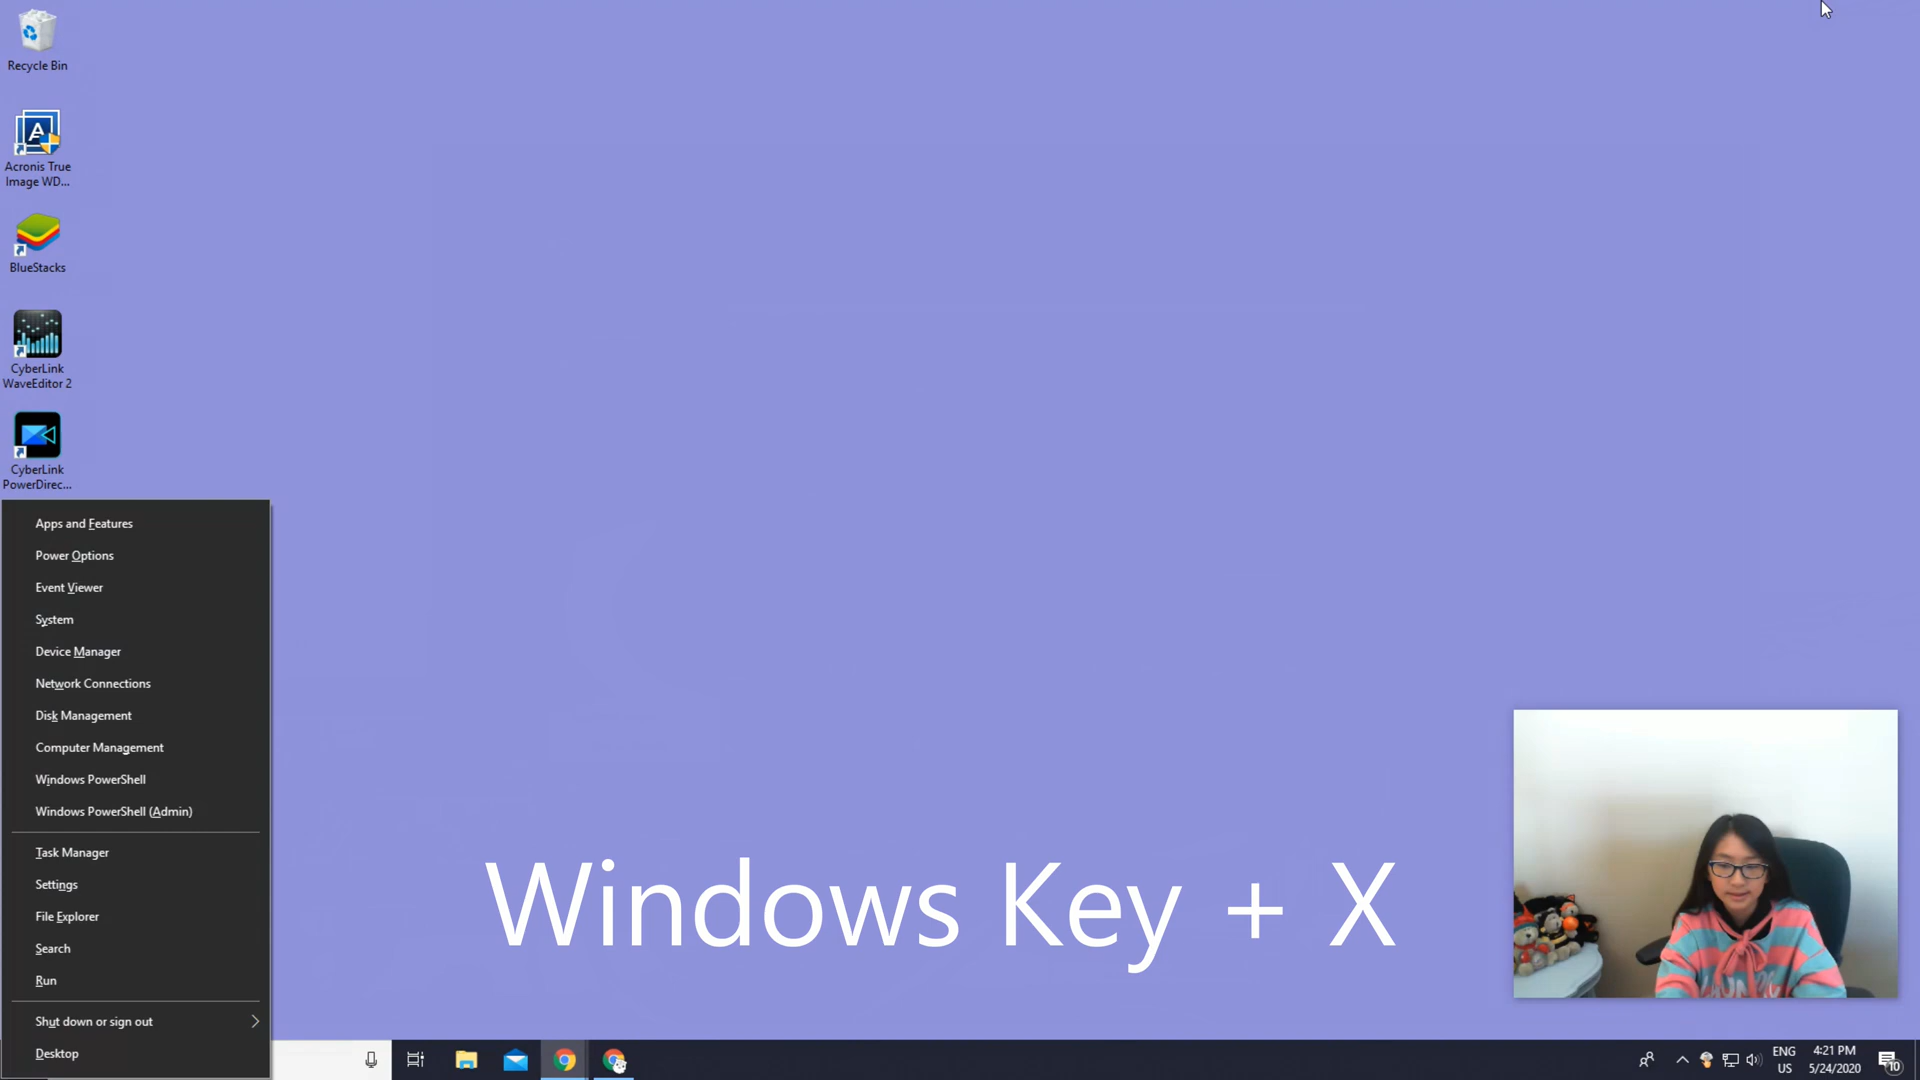 Recycle Bin
Acronis True
Image WD...
BlueStacks
CyberLink
WaveEditor 2
CyberLink
PowerDirec...
Apps and Features
Power Options
Event Viewer
System
Device Manager
Network Connections
Disk Management
Computer Management
Windows PowerShell
Windows PowerShell (Admin)
Task Manager
Settings
File Explorer
Search
Run
Shut down or sign out
Desktop
Windows Key + X
ENG
US
4:21 PM
5/24/2020
10